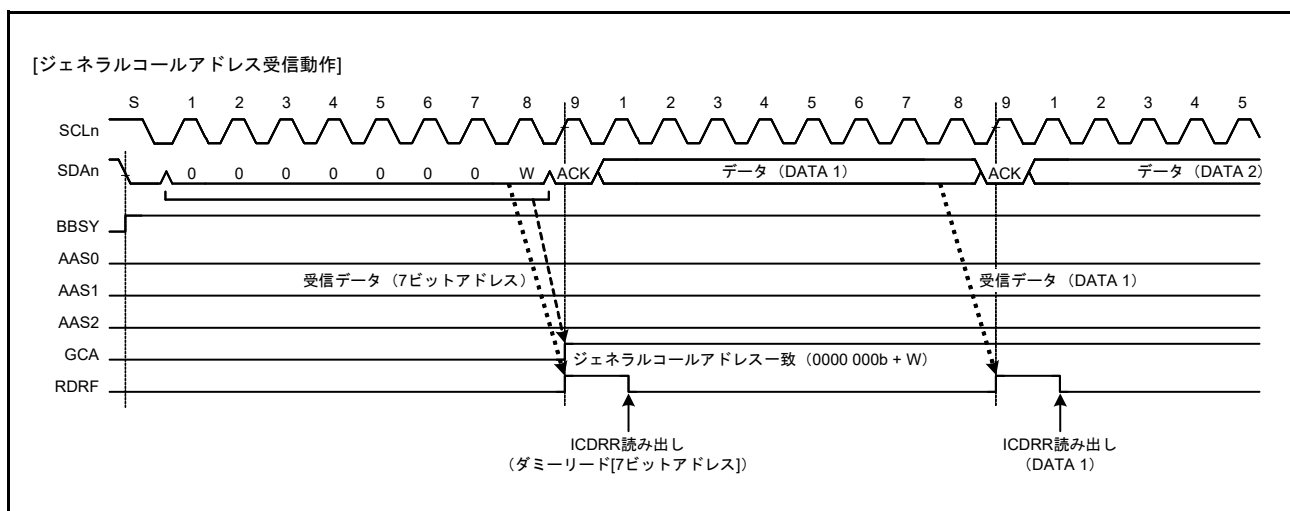 [ジェネラルコールアドレス受信動作]
S 1 2 3 4 5 6 7 8 9 1 2 3 4 5 6 7 8 9 1 2 3 4 5
SCLn
SDAn 0 0 0 0 0 0 0 W ACK データ（DATA 1） ACK データ（DATA 2）
BBSY
AAS0
受信データ（7ビットアドレス） 受信データ（DATA 1）
AAS1
AAS2
GCA ジェネラルコールアドレス一致（0000 000b + W）
RDRF
ICDRR読み出し
（ダミーリード[7ビットアドレス]）
ICDRR読み出し
（DATA 1）